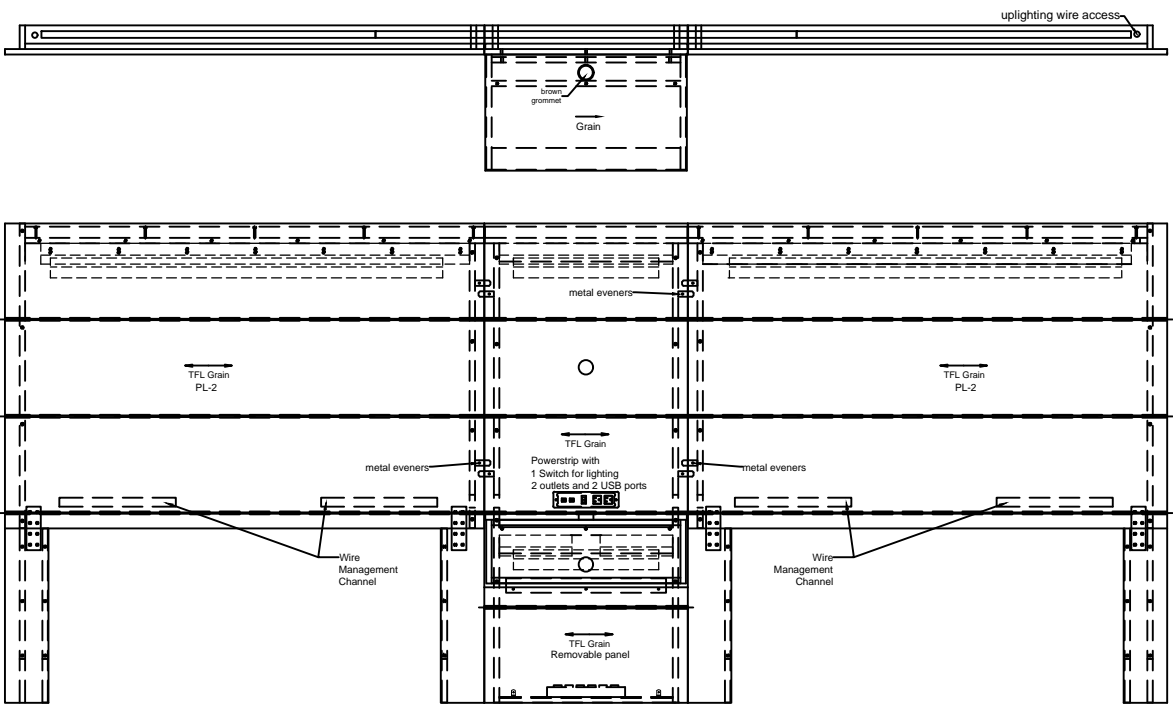 uplighting wire access
brown
grommet
Grain
metal eveners
TFL Grain
PL-2
TFL Grain
PL-2
TFL Grain
Powerstrip with
1 Switch for lighting
2 outlets and 2 USB ports
metal eveners
metal eveners
Wire
Management
Channel
Wire
Management
Channel
TFL Grain
Removable panel